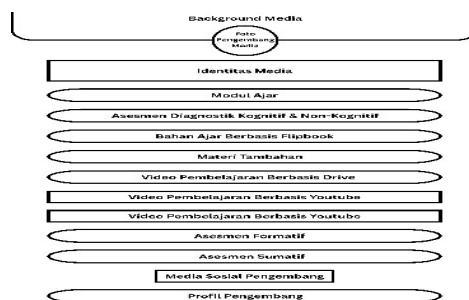 Background Media
Foto
Pengembang
Media
Identitas Media
Modul Ajar
Asesmen Diagnostik Kognitif & Non-Kognitif
Bahan Ajar Berbasis Flipbook
Materi Tambahan
Video Pembelajaran Berbasis Drive
Video Pembelajaran Berbasis Youtube
Video Pembelajaran Berbasis Youtube
Asesmen Formatif
Asesmen Sumatif
Media Sosial Pengembang
Profil Pengembang